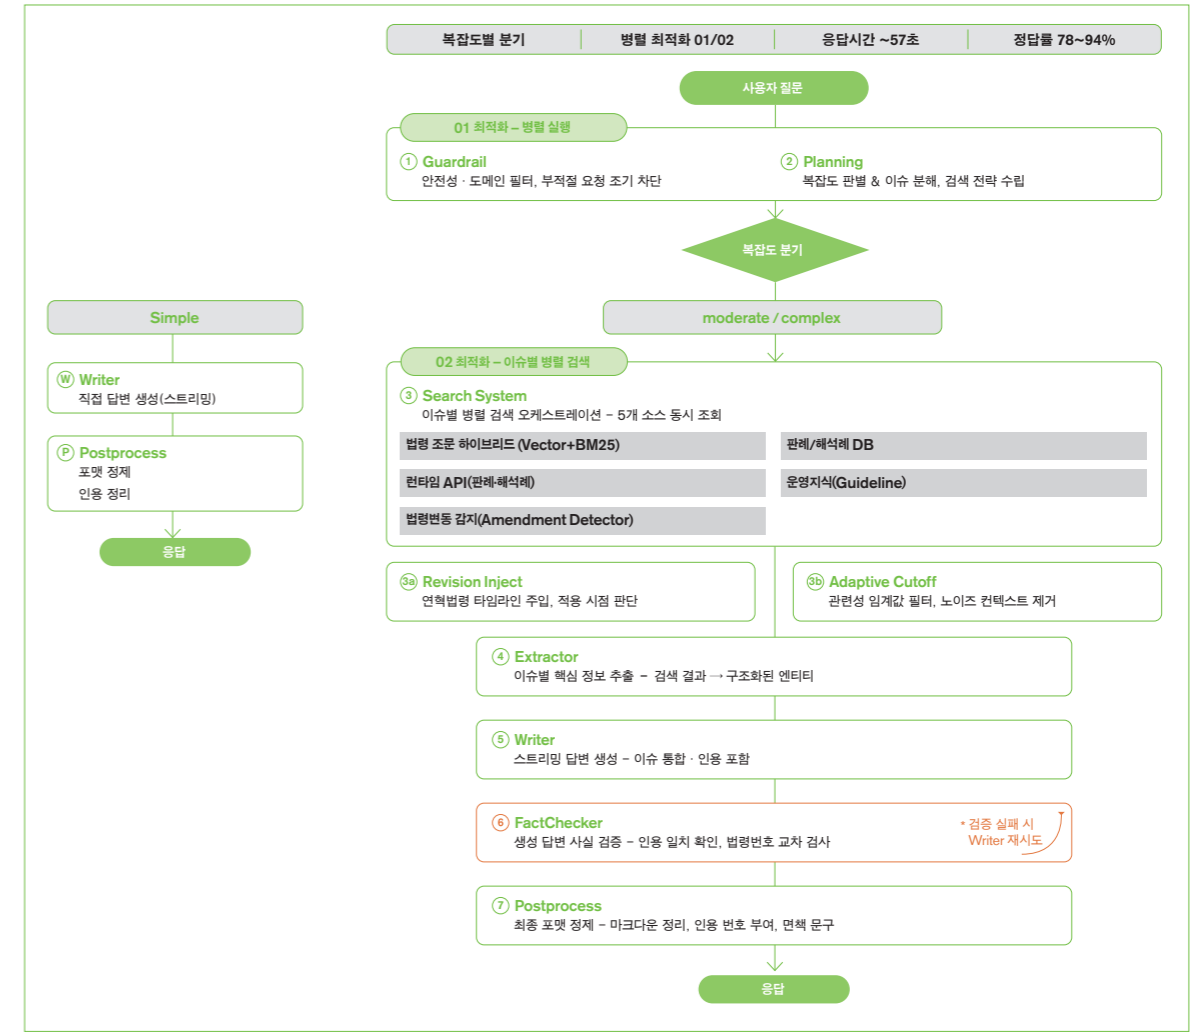 복잡도별 분기
병렬 최적화 01/02
응답시간 ~57초
정답률 78~94%
사용자 질문
01 최적화 – 병렬 실행
1 Guardrail
안전성 · 도메인 필터, 부적절 요청 조기 차단
2 Planning
복잡도 판별 & 이슈 분해, 검색 전략 수립
복잡도 분기
Simple
moderate / complex
W Writer
직접 답변 생성(스트리밍)
P Postprocess
포맷 정제
인용 정리
응답
02 최적화 – 이슈별 병렬 검색
3 Search System
이슈별 병렬 검색 오케스트레이션 – 5개 소스 동시 조회
법령 조문 하이브리드 (Vector+BM25)
판례/해석례 DB
런타임 API(판례·해석례)
운영지식(Guideline)
법령변동 감지(Amendment Detector)
3a Revision Inject
연혁법령 타임라인 주입, 적용 시점 판단
3b Adaptive Cutoff
관련성 임계값 필터, 노이즈 컨텍스트 제거
4 Extractor
이슈별 핵심 정보 추출 – 검색 결과 → 구조화된 엔티티
5 Writer
스트리밍 답변 생성 – 이슈 통합 · 인용 포함
6 FactChecker
생성 답변 사실 검증 – 인용 일치 확인, 법령번호 교차 검사
* 검증 실패 시
Writer 재시도
7 Postprocess
최종 포맷 정제 – 마크다운 정리, 인용 번호 부여, 면책 문구
응답